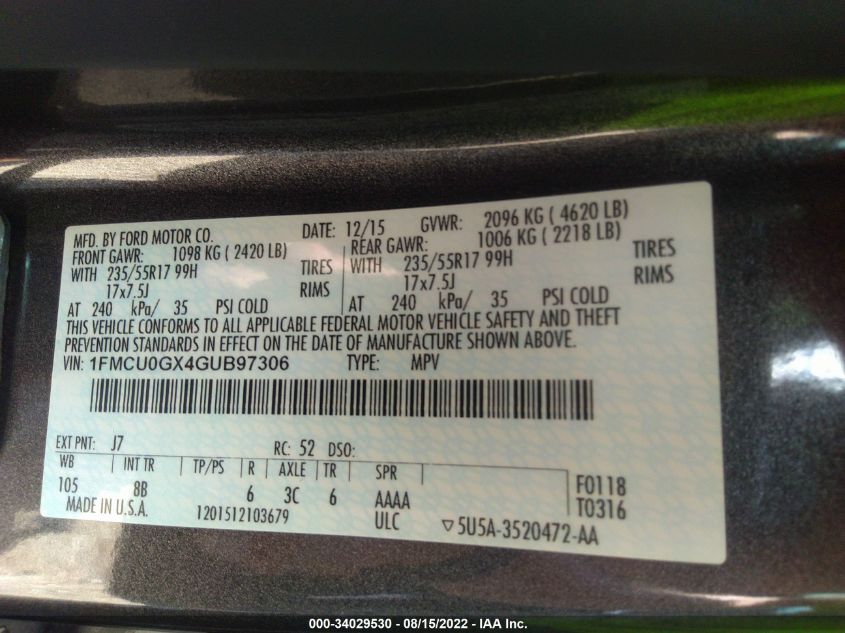 MFD. BY FORD MOTOR CO. DATE: 12/15 GVWR: 2096 KG ( 4620 LB)
FRONT GAWR: 1098 KG ( 2420 LB) REAR GAWR: 1006 KG ( 2218 LB)
WITH 235/55R17 99H TIRES WITH 235/55R17 99H TIRES
17x7.5J RIMS 17x7.5J RIMS
AT 240 kPa/ 35 PSI COLD AT 240 kPa/ 35 PSI COLD
THIS VEHICLE CONFORMS TO ALL APPLICABLE FEDERAL MOTOR VEHICLE SAFETY AND THEFT
PREVENTION STANDARDS IN EFFECT ON THE DATE OF MANUFACTURE SHOWN ABOVE.
VIN: 1FMCU0GX4GUB97306 TYPE: MPV
EXT PNT: J7 RC: 52 DSO:
WB INT TR TP/PS R AXLE TR SPR
105 8B 6 3C 6 AAAA F0118
MADE IN U.S.A. 1201512103679 ULC T0316
▽5U5A-3520472-AA
000-34029530 - 08/15/2022 - IAA Inc.